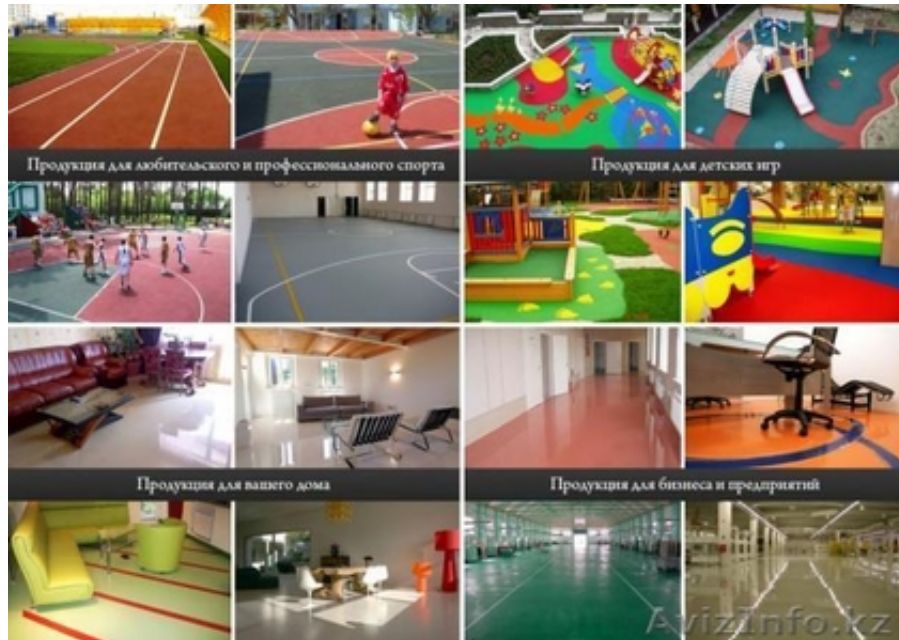 Продукция для любительского и профессионального спорта
Продукция для детских игр
Продукция для вашего дома
Продукция для бизнеса и предприятий
AvizInfo.kz